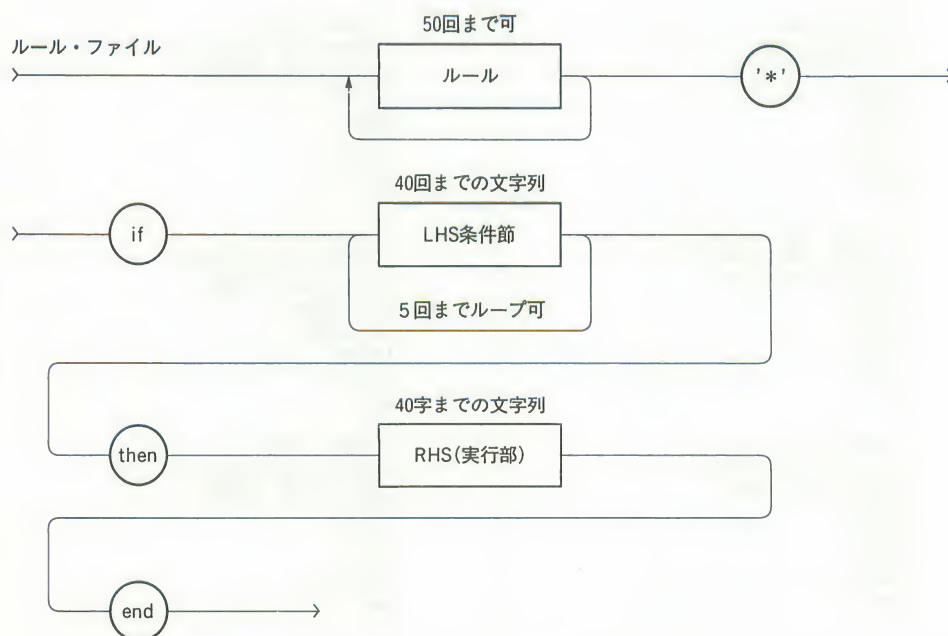 50回まで可
ルール・ファイル
ルール
'*'
40回までの文字列
if
LHS条件節
5回までループ可
40字までの文字列
then
RHS(実行部)
end